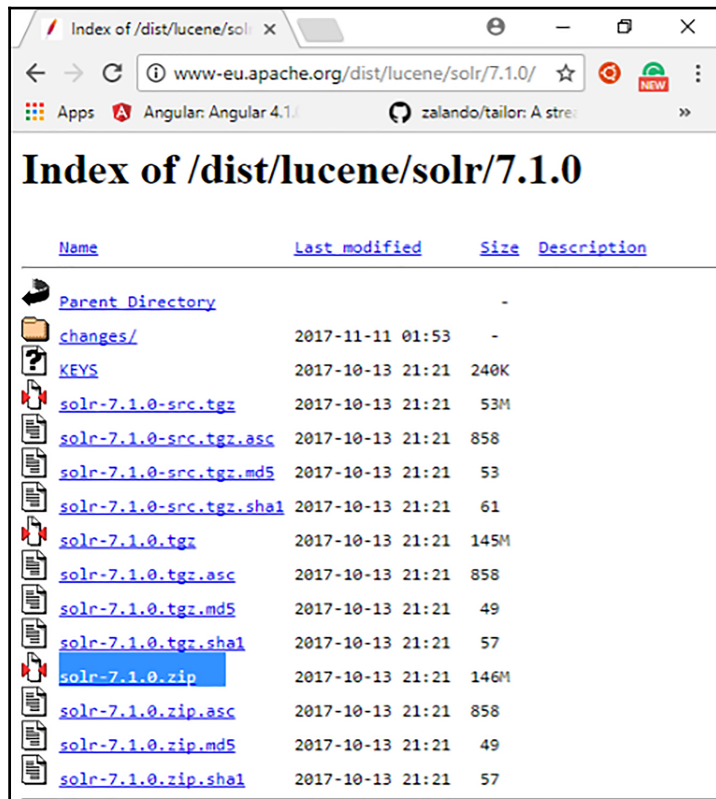 Index of /dist/lucene/sol
www-eu.apache.org/dist/lucene/solr/7.1.0/
NEW
Apps Angular: Angular 4.1. zalando/tailor: A stre »
Index of /dist/lucene/solr/7.1.0
Name Last modified Size Description
Parent Directory -
changes/ 2017-11-11 01:53 -
KEYS 2017-10-13 21:21 240K
solr-7.1.0-src.tgz 2017-10-13 21:21 53M
solr-7.1.0-src.tgz.asc 2017-10-13 21:21 858
solr-7.1.0-src.tgz.md5 2017-10-13 21:21 53
solr-7.1.0-src.tgz.sha1 2017-10-13 21:21 61
solr-7.1.0.tgz 2017-10-13 21:21 145M
solr-7.1.0.tgz.asc 2017-10-13 21:21 858
solr-7.1.0.tgz.md5 2017-10-13 21:21 49
solr-7.1.0.tgz.sha1 2017-10-13 21:21 57
solr-7.1.0.zip 2017-10-13 21:21 146M
solr-7.1.0.zip.asc 2017-10-13 21:21 858
solr-7.1.0.zip.md5 2017-10-13 21:21 49
solr-7.1.0.zip.sha1 2017-10-13 21:21 57